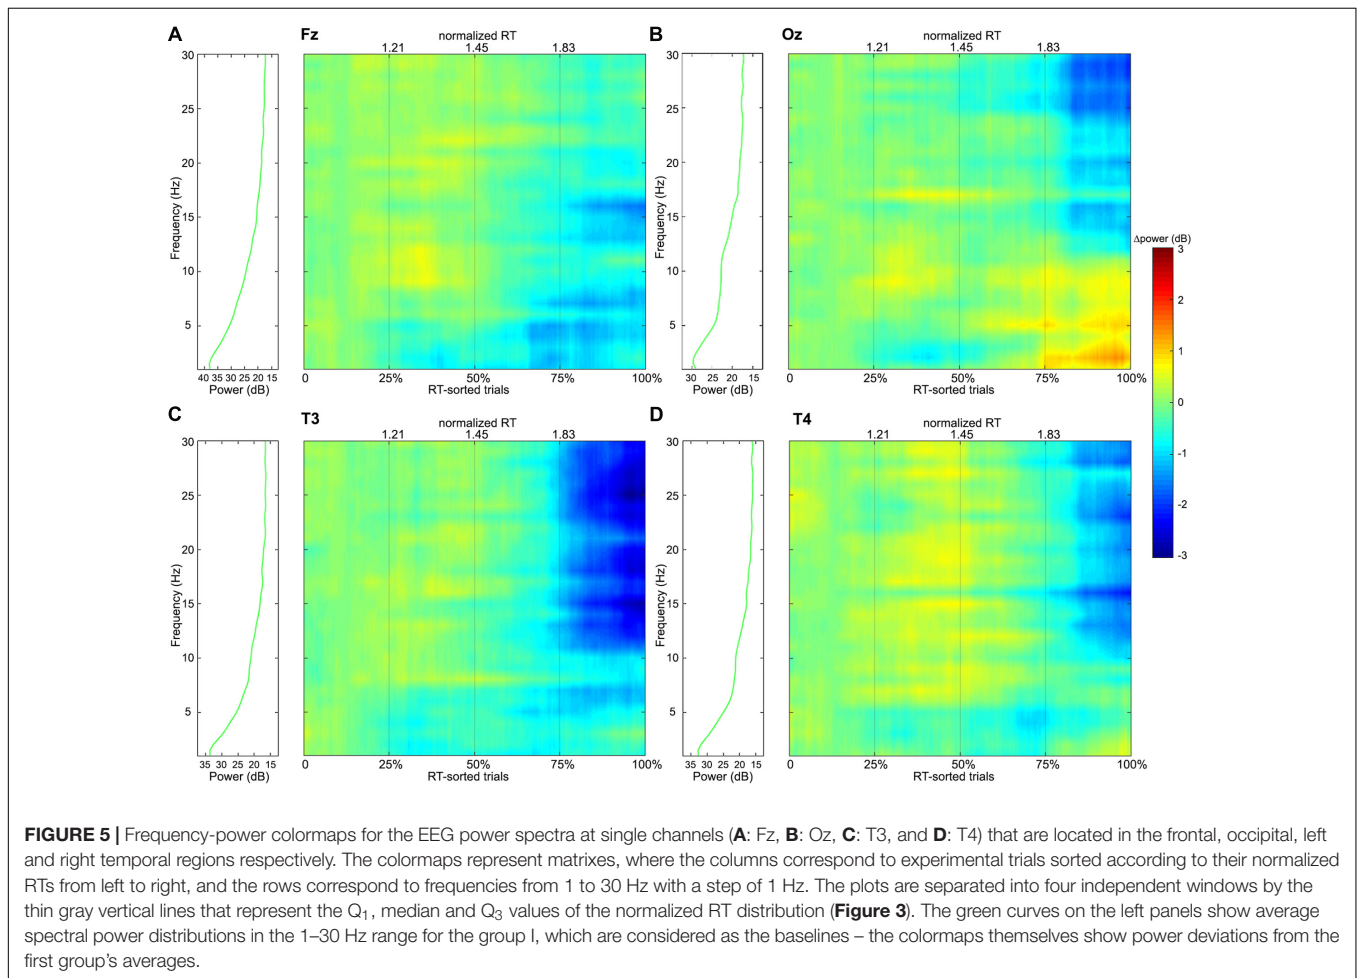 A
Fz
normalized RT
1.21 1.45 1.83
30
25
20
15
10
5
Frequency (Hz)
40 35 30 25 20 15
Power (dB)
0 25% 50% 75% 100%
RT-sorted trials
B
Oz
normalized RT
1.21 1.45 1.83
30
25
20
15
10
5
Frequency (Hz)
30 25 20 15
Power (dB)
0 25% 50% 75% 100%
RT-sorted trials
Δpower (dB)
3
2
1
0
-1
-2
-3
C
T3
normalized RT
1.21 1.45 1.83
30
25
20
15
10
5
Frequency (Hz)
35 30 25 20 15
Power (dB)
0 25% 50% 75% 100%
RT-sorted trials
D
T4
normalized RT
1.21 1.45 1.83
30
25
20
15
10
5
Frequency (Hz)
35 30 25 20 15
Power (dB)
0 25% 50% 75% 100%
RT-sorted trials
FIGURE 5 | Frequency-power colormaps for the EEG power spectra at single channels (A: Fz, B: Oz, C: T3, and D: T4) that are located in the frontal, occipital, left
and right temporal regions respectively. The colormaps represent matrixes, where the columns correspond to experimental trials sorted according to their normalized
RTs from left to right, and the rows correspond to frequencies from 1 to 30 Hz with a step of 1 Hz. The plots are separated into four independent windows by the
thin gray vertical lines that represent the Q₁, median and Q₃ values of the normalized RT distribution (Figure 3). The green curves on the left panels show average
spectral power distributions in the 1–30 Hz range for the group I, which are considered as the baselines – the colormaps themselves show power deviations from the
first group's averages.